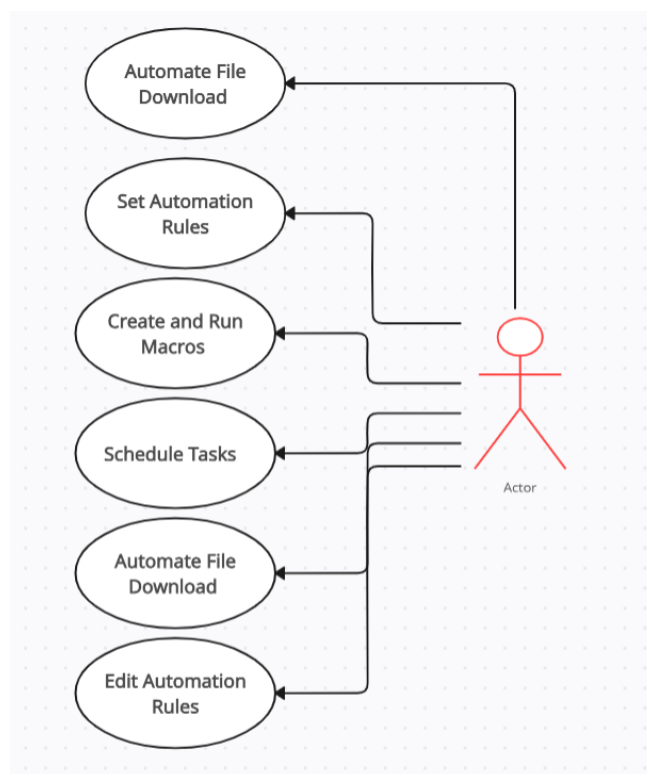 Automate File
Download
Set Automation
Rules
Create and Run
Macros
Schedule Tasks
Actor
Automate File
Download
Edit Automation
Rules